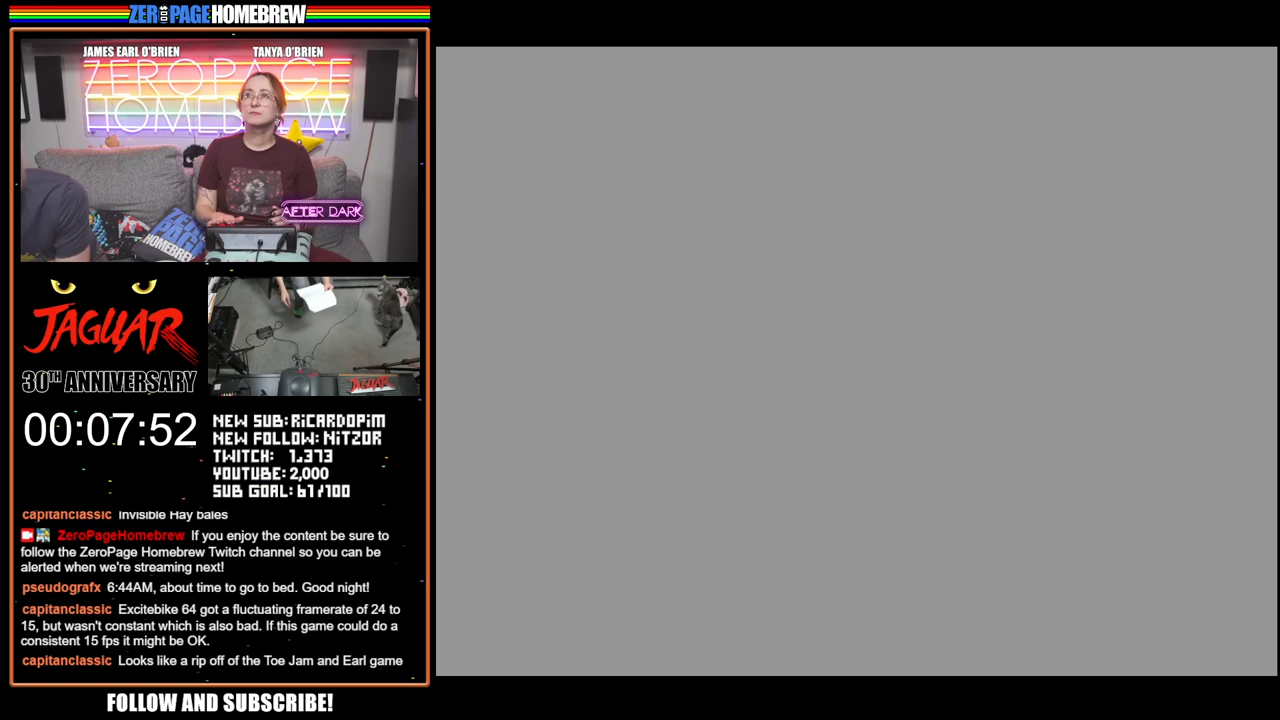 ZEROPAGE HOMEBREW
JAMES EARL O'BRIEN
TANYA O'BRIEN
ZEROPAGE
HOMEBREW
AFTER DARK
ZERO
PAGE
HOMEBREW
JAGUAR
JAGUAR
30TH ANNIVERSARY
00:07:52
NEW SUB: RICARDOPIM
NEW FOLLOW: NITZOR
TWITCH: 1,373
YOUTUBE: 2,000
SUB GOAL: 67/100
capitanclassic Invisible Hay bales
ZeroPageHomebrew If you enjoy the content be sure to
follow the ZeroPage Homebrew Twitch channel so you can be
alerted when we're streaming next!
pseudografx 6:44AM, about time to go to bed. Good night!
capitanclassic Excitebike 64 got a fluctuating framerate of 24 to
15, but wasn't constant which is also bad. If this game could do a
consistent 15 fps it might be OK.
capitanclassic Looks like a rip off of the Toe Jam and Earl game
FOLLOW AND SUBSCRIBE!